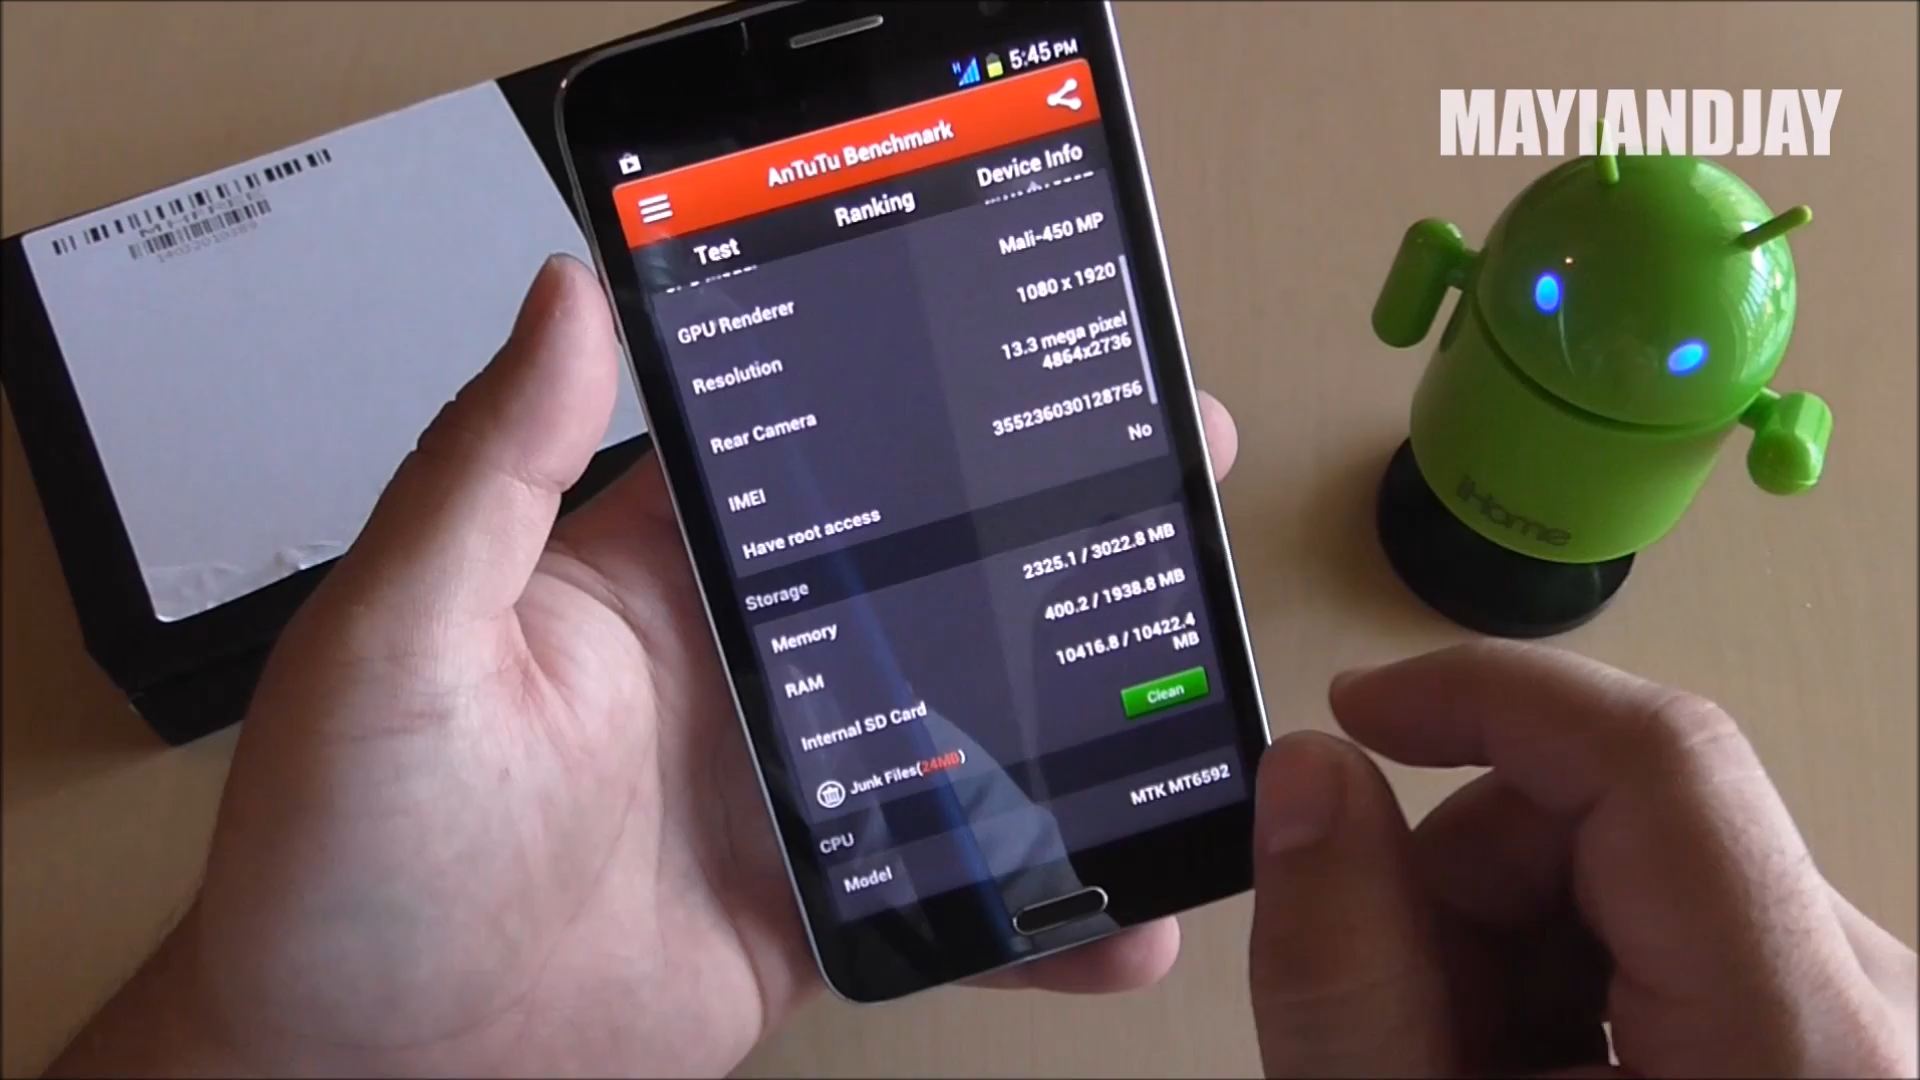 MAYIANDJAY
5:45 PM
AnTuTu Benchmark
Test
Ranking
Device Info
GPU Renderer
Mali-450 MP
Resolution
1080 x 1920
Rear Camera
13.3 mega pixel
4864x2736
IMEI
355236030128756
Have root access
No
Storage
Memory
2325.1 / 3022.8 MB
RAM
400.2 / 1938.8 MB
Internal SD Card
10416.8 / 10422.4
MB
Junk Files(24MB)
Clean
CPU
Model
MTK MT6592
iHome